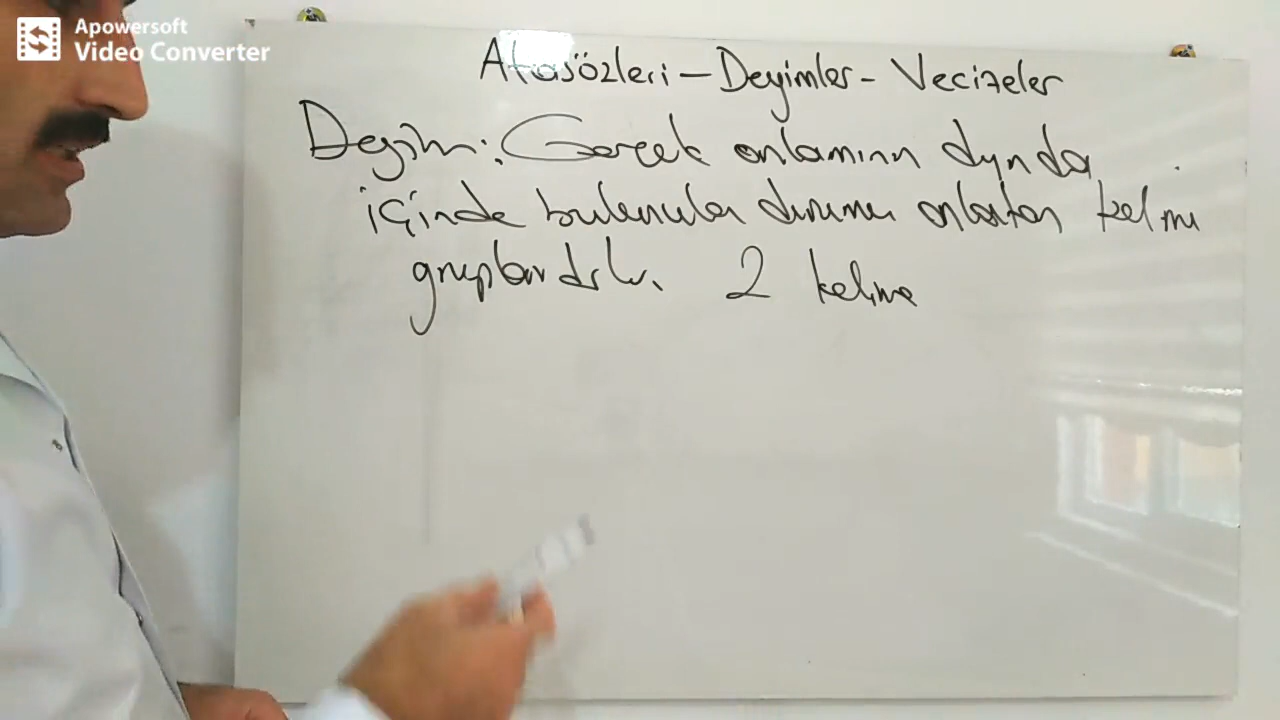 Apowersoft
Video Converter
Atasözleri - Deyimler - Vecizeler
Deyim: Gerçek anlamının dışında
içinde bulunulan durumu anlatan kelime
gruplarıdır. 2 kelime